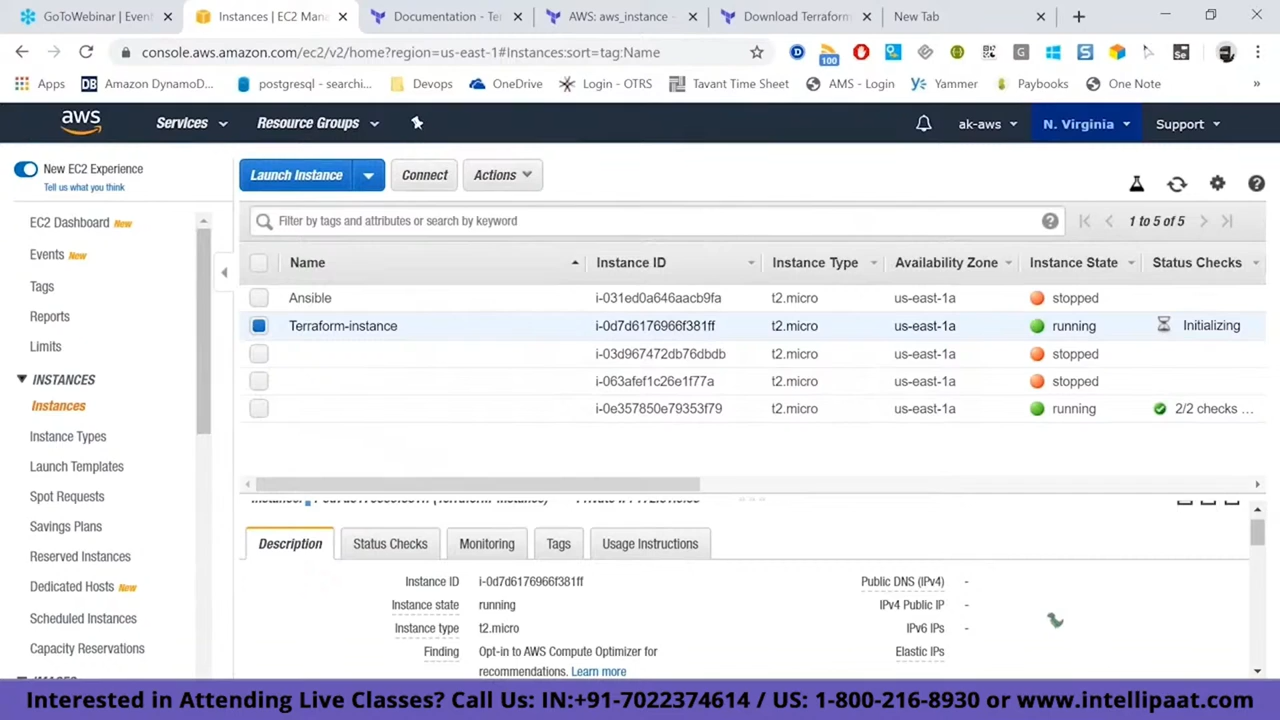 GoToWebinar | Event
Instances | EC2 Man
Documentation - Ter
AWS: aws_instance -
Download Terraform
New Tab
console.aws.amazon.com/ec2/v2/home?region=us-east-1#Instances:sort=tag:Name
100
Apps
Amazon DynamoD...
postgresql - searchi...
Devops
OneDrive
Login - OTRS
Tavant Time Sheet
AMS - Login
Yammer
Paybooks
One Note
»
aws
Services
Resource Groups
ak-aws
N. Virginia
Support
New EC2 Experience
Tell us what you think
Launch Instance
Connect
Actions
EC2 Dashboard New
Events New
Tags
Reports
Limits
INSTANCES
Instances
Instance Types
Launch Templates
Spot Requests
Savings Plans
Reserved Instances
Dedicated Hosts New
Scheduled Instances
Capacity Reservations
Filter by tags and attributes or search by keyword
1 to 5 of 5
Name Instance ID Instance Type Availability Zone Instance State Status Checks
Ansible i-031ed0a646aacb9fa t2.micro us-east-1a stopped
Terraform-instance i-0d7d6176966f381ff t2.micro us-east-1a running Initializing
i-03d967472db76dbdb t2.micro us-east-1a stopped
i-063afef1c26e1f77a t2.micro us-east-1a stopped
i-0e357850e79353f79 t2.micro us-east-1a running 2/2 checks ...
Description
Status Checks
Monitoring
Tags
Usage Instructions
Instance ID i-0d7d6176966f381ff
Public DNS (IPv4) -
Instance state running
IPv4 Public IP -
Instance type t2.micro
IPv6 IPs -
Finding Opt-in to AWS Compute Optimizer for
recommendations. Learn more
Elastic IPs
Interested in Attending Live Classes? Call Us: IN:+91-7022374614 / US: 1-800-216-8930 or www.intellipaat.com